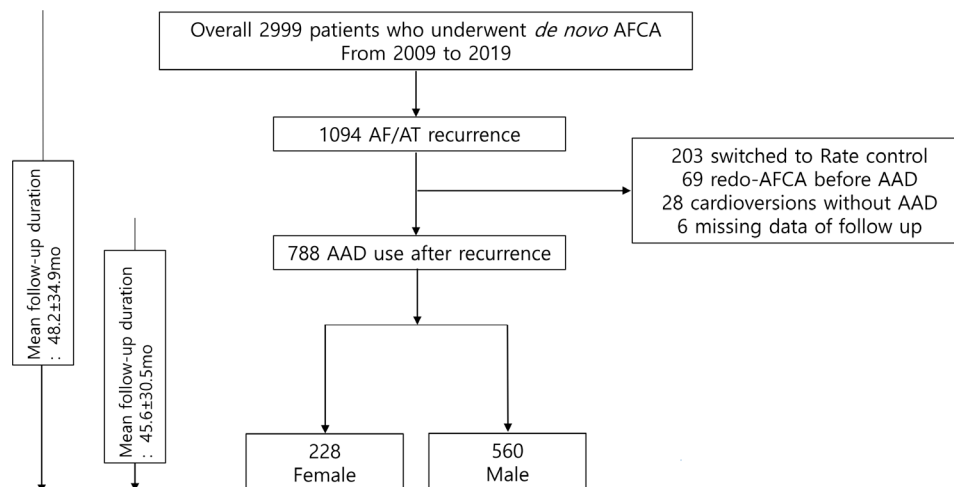 Overall 2999 patients who underwent de novo AFCA
From 2009 to 2019
1094 AF/AT recurrence
203 switched to Rate control
69 redo-AFCA before AAD
28 cardioversions without AAD
6 missing data of follow up
788 AAD use after recurrence
Mean follow-up duration
: 48.2±34.9mo
Mean follow-up duration
: 45.6±30.5mo
228
Female
560
Male